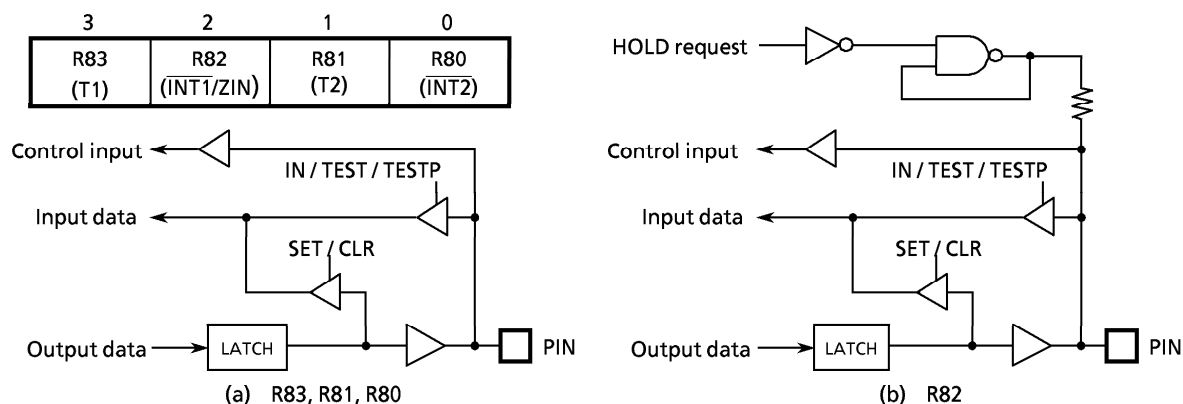 3 2 1 0
R83 R82 R81 R80
(T1) (INT1/ZIN) (T2) (INT2)
Control input
IN / TEST / TESTP
Input data
SET / CLR
Output data
LATCH
PIN
(a) R83, R81, R80
HOLD request
Control input
IN / TEST / TESTP
Input data
SET / CLR
Output data
LATCH
PIN
(b) R82